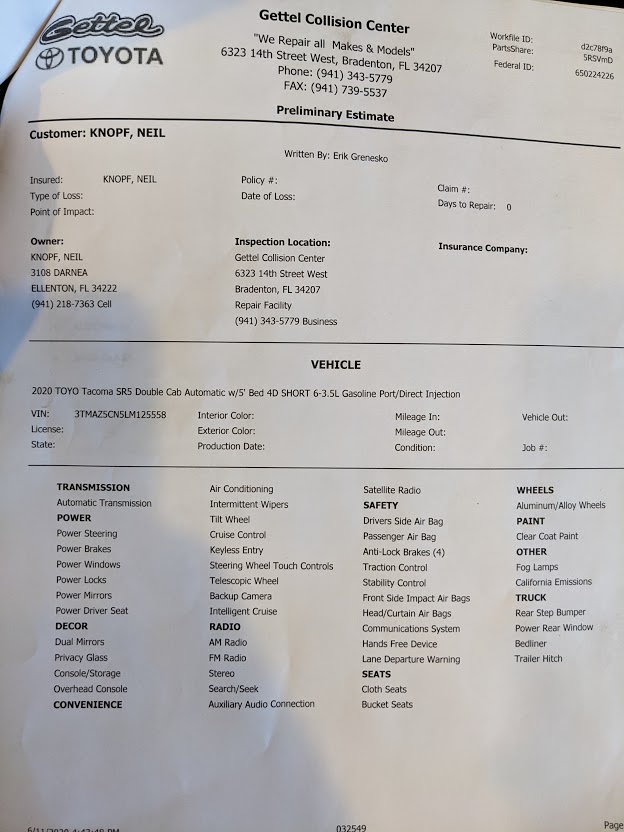 Gettel
TOYOTA
Gettel Collision Center
"We Repair all Makes & Models"
6323 14th Street West, Bradenton, FL 34207
Phone: (941) 343-5779
FAX: (941) 739-5537
Workfile ID: d2c78f9a
PartsShare: 5RSVmD
Federal ID: 650224226
Preliminary Estimate
Customer: KNOPF, NEIL
Written By: Erik Grenesko
Insured: KNOPF, NEIL Policy #: Claim #:
Type of Loss: Date of Loss: Days to Repair: 0
Point of Impact:
Owner:
KNOPF, NEIL
3108 DARNEA
ELLENTON, FL 34222
(941) 218-7363 Cell
Inspection Location:
Gettel Collision Center
6323 14th Street West
Bradenton, FL 34207
Repair Facility
(941) 343-5779 Business
Insurance Company:
VEHICLE
2020 TOYO Tacoma SR5 Double Cab Automatic w/5' Bed 4D SHORT 6-3.5L Gasoline Port/Direct Injection
VIN: 3TMAZ5CN5LM125558 Interior Color: Mileage In: Vehicle Out:
License: Exterior Color: Mileage Out:
State: Production Date: Condition: Job #:
TRANSMISSION
Automatic Transmission
POWER
Power Steering
Power Brakes
Power Windows
Power Locks
Power Mirrors
Power Driver Seat
DECOR
Dual Mirrors
Privacy Glass
Console/Storage
Overhead Console
CONVENIENCE
Air Conditioning
Intermittent Wipers
Tilt Wheel
Cruise Control
Keyless Entry
Steering Wheel Touch Controls
Telescopic Wheel
Backup Camera
Intelligent Cruise
RADIO
AM Radio
FM Radio
Stereo
Search/Seek
Auxiliary Audio Connection
Satellite Radio
SAFETY
Drivers Side Air Bag
Passenger Air Bag
Anti-Lock Brakes (4)
Traction Control
Stability Control
Front Side Impact Air Bags
Head/Curtain Air Bags
Communications System
Hands Free Device
Lane Departure Warning
SEATS
Cloth Seats
Bucket Seats
WHEELS
Aluminum/Alloy Wheels
PAINT
Clear Coat Paint
OTHER
Fog Lamps
California Emissions
TRUCK
Rear Step Bumper
Power Rear Window
Bedliner
Trailer Hitch
6/11/2020 4:42:48 PM 032549 Page